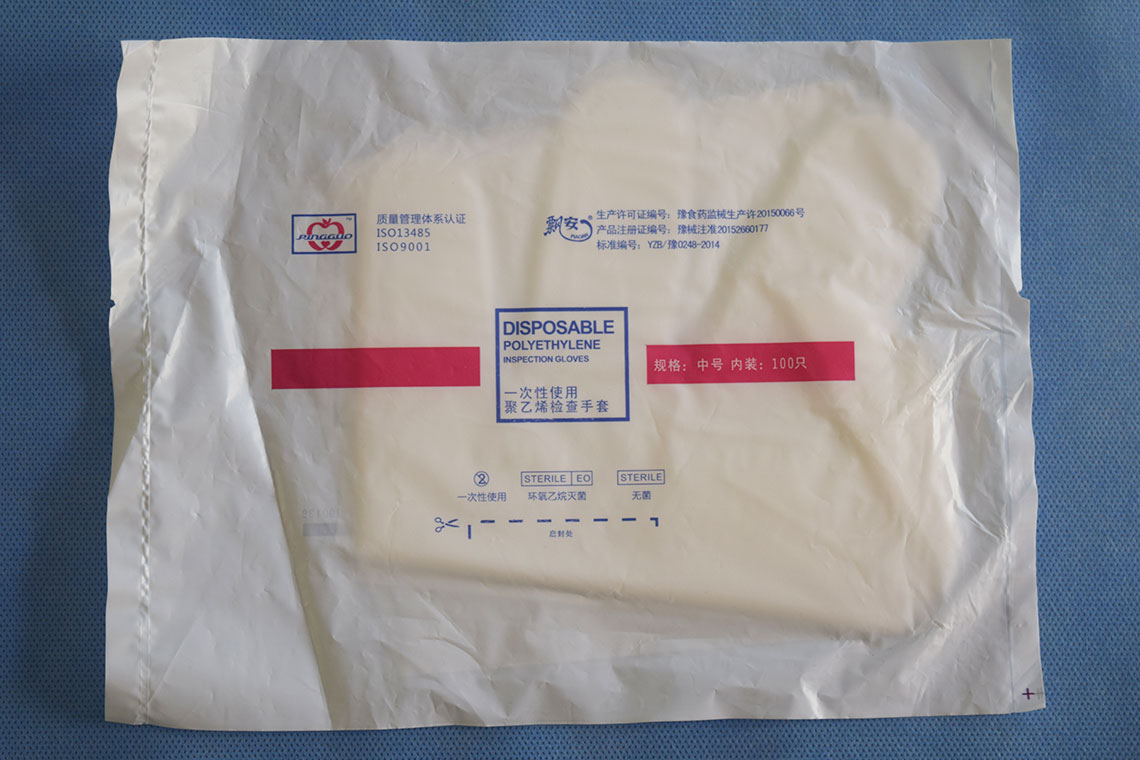 PINGGUO
TM
质量管理体系认证
ISO13485
ISO9001
飘安
PIAOAN
生产许可证编号：豫食药监械生产许20150066号
产品注册证编号：豫械注准20152660177
标准编号：YZB/豫0248-2014
DISPOSABLE
POLYETHYLENE
INSPECTION GLOVES
一次性使用
聚乙烯检查手套
规格：中号 内装：100只
2
STERILE EO
STERILE
一次性使用
环氧乙烷灭菌
无菌
启封处